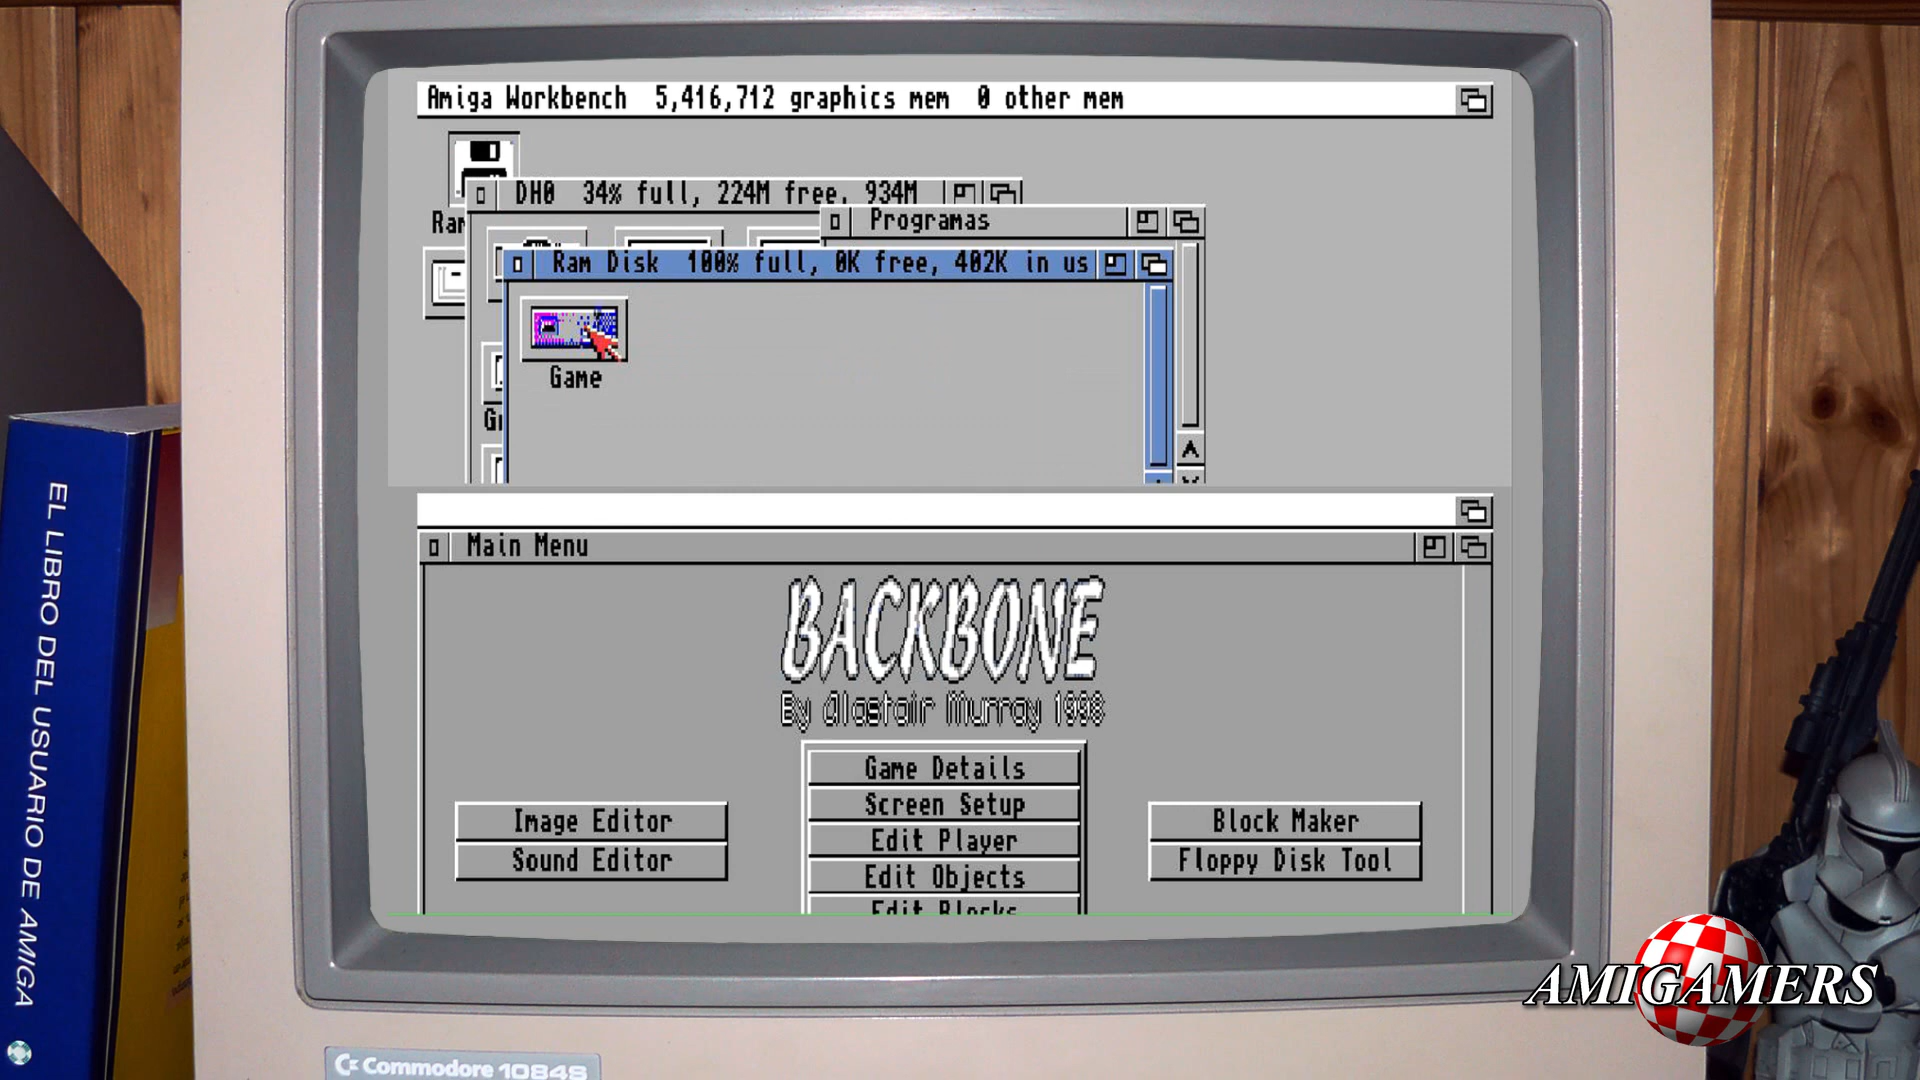 Amiga Workbench 5,416,712 graphics mem 0 other mem
DH0 34% full, 224M free, 934M
Programas
Ram Disk 100% full, 0K free, 402K in us
Game
Main Menu
BACKBONE
By Alastair Murray 1998
Game Details
Screen Setup
Edit Player
Edit Objects
Edit Blocks
Image Editor
Sound Editor
Block Maker
Floppy Disk Tool
EL LIBRO DEL USUARIO DE AMIGA
Commodore 1084S
AMIGAMERS